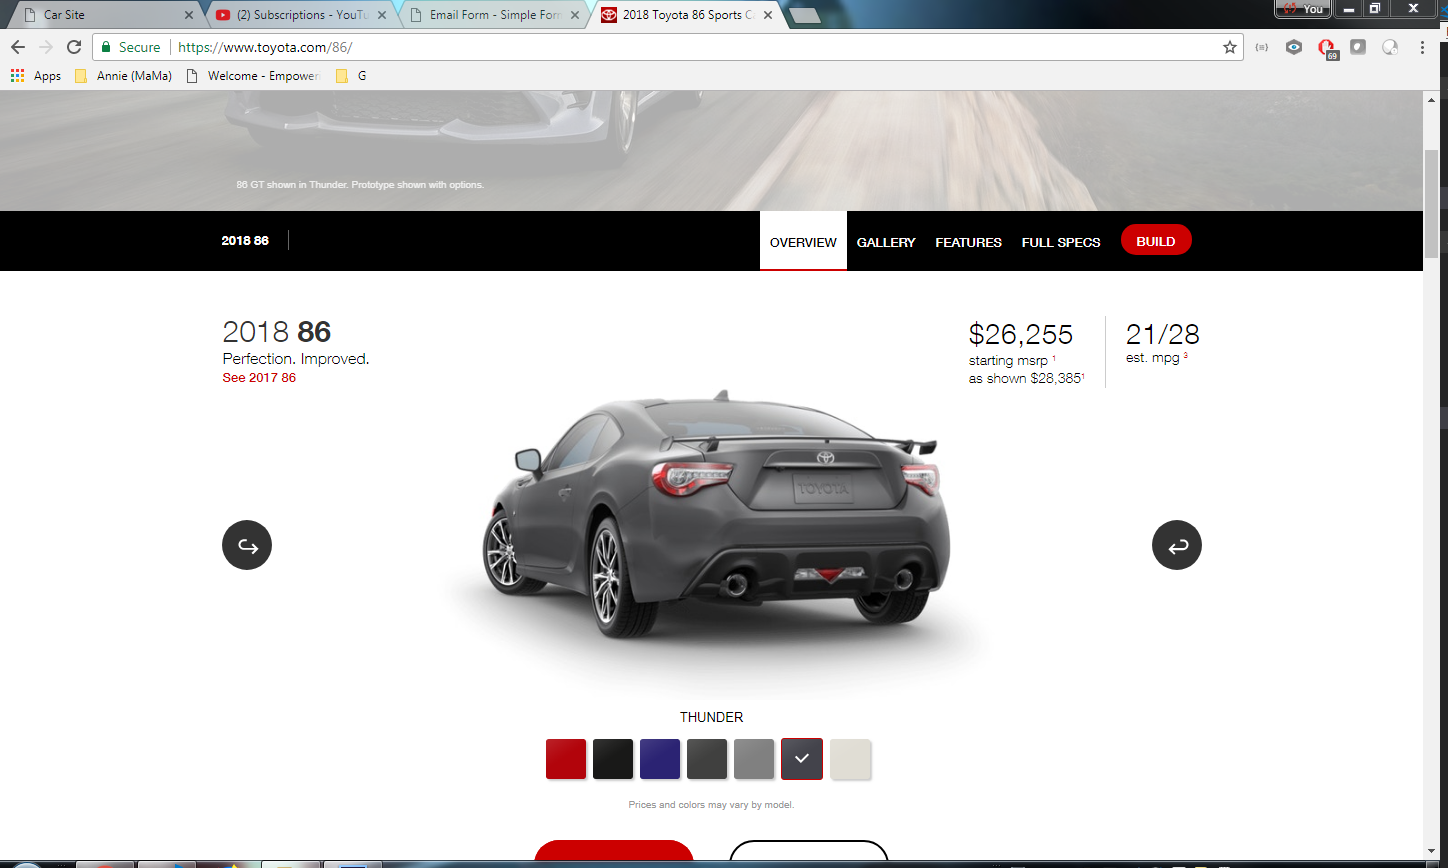 Car Site
(2) Subscriptions - YouTu
Email Form - Simple Form
2018 Toyota 86 Sports C
You
Secure
https://www.toyota.com/86/
69
Apps
Annie (MaMa)
Welcome - Empower
G
86 GT shown in Thunder. Prototype shown with options.
2018 86
OVERVIEW
GALLERY
FEATURES
FULL SPECS
BUILD
2018 86
Perfection. Improved.
See 2017 86
$26,255
starting msrp 1
as shown $28,385 1
21/28
est. mpg 3
TOYOTA
THUNDER
Prices and colors may vary by model.